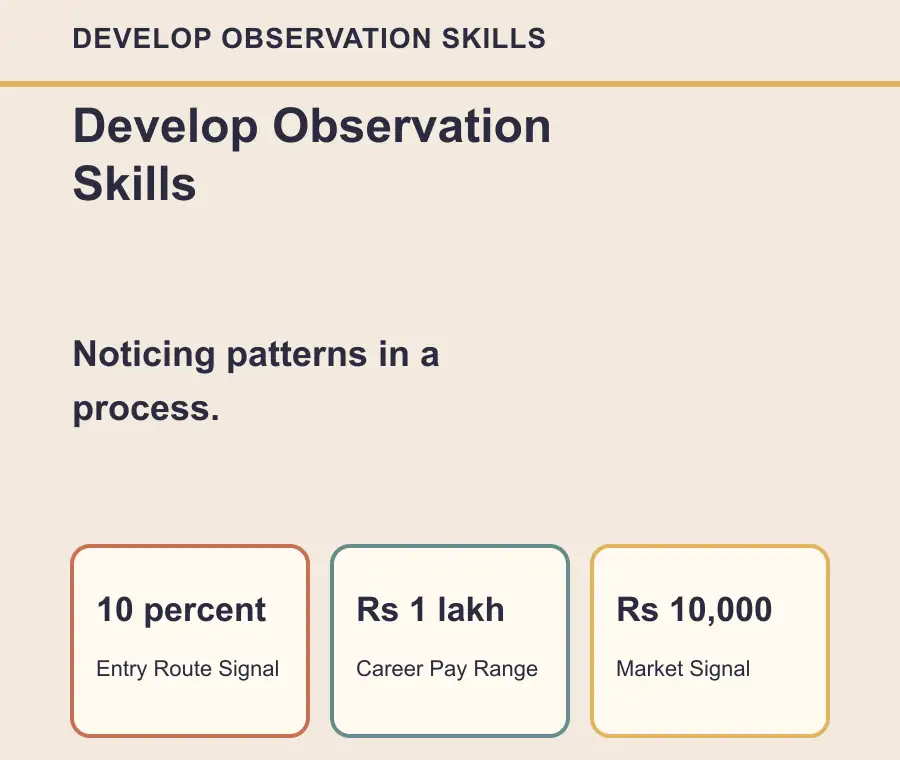 DEVELOP OBSERVATION SKILLS
Develop Observation
Skills
Noticing patterns in a
process.
10 percent
Entry Route Signal
Rs 1 lakh
Career Pay Range
Rs 10,000
Market Signal